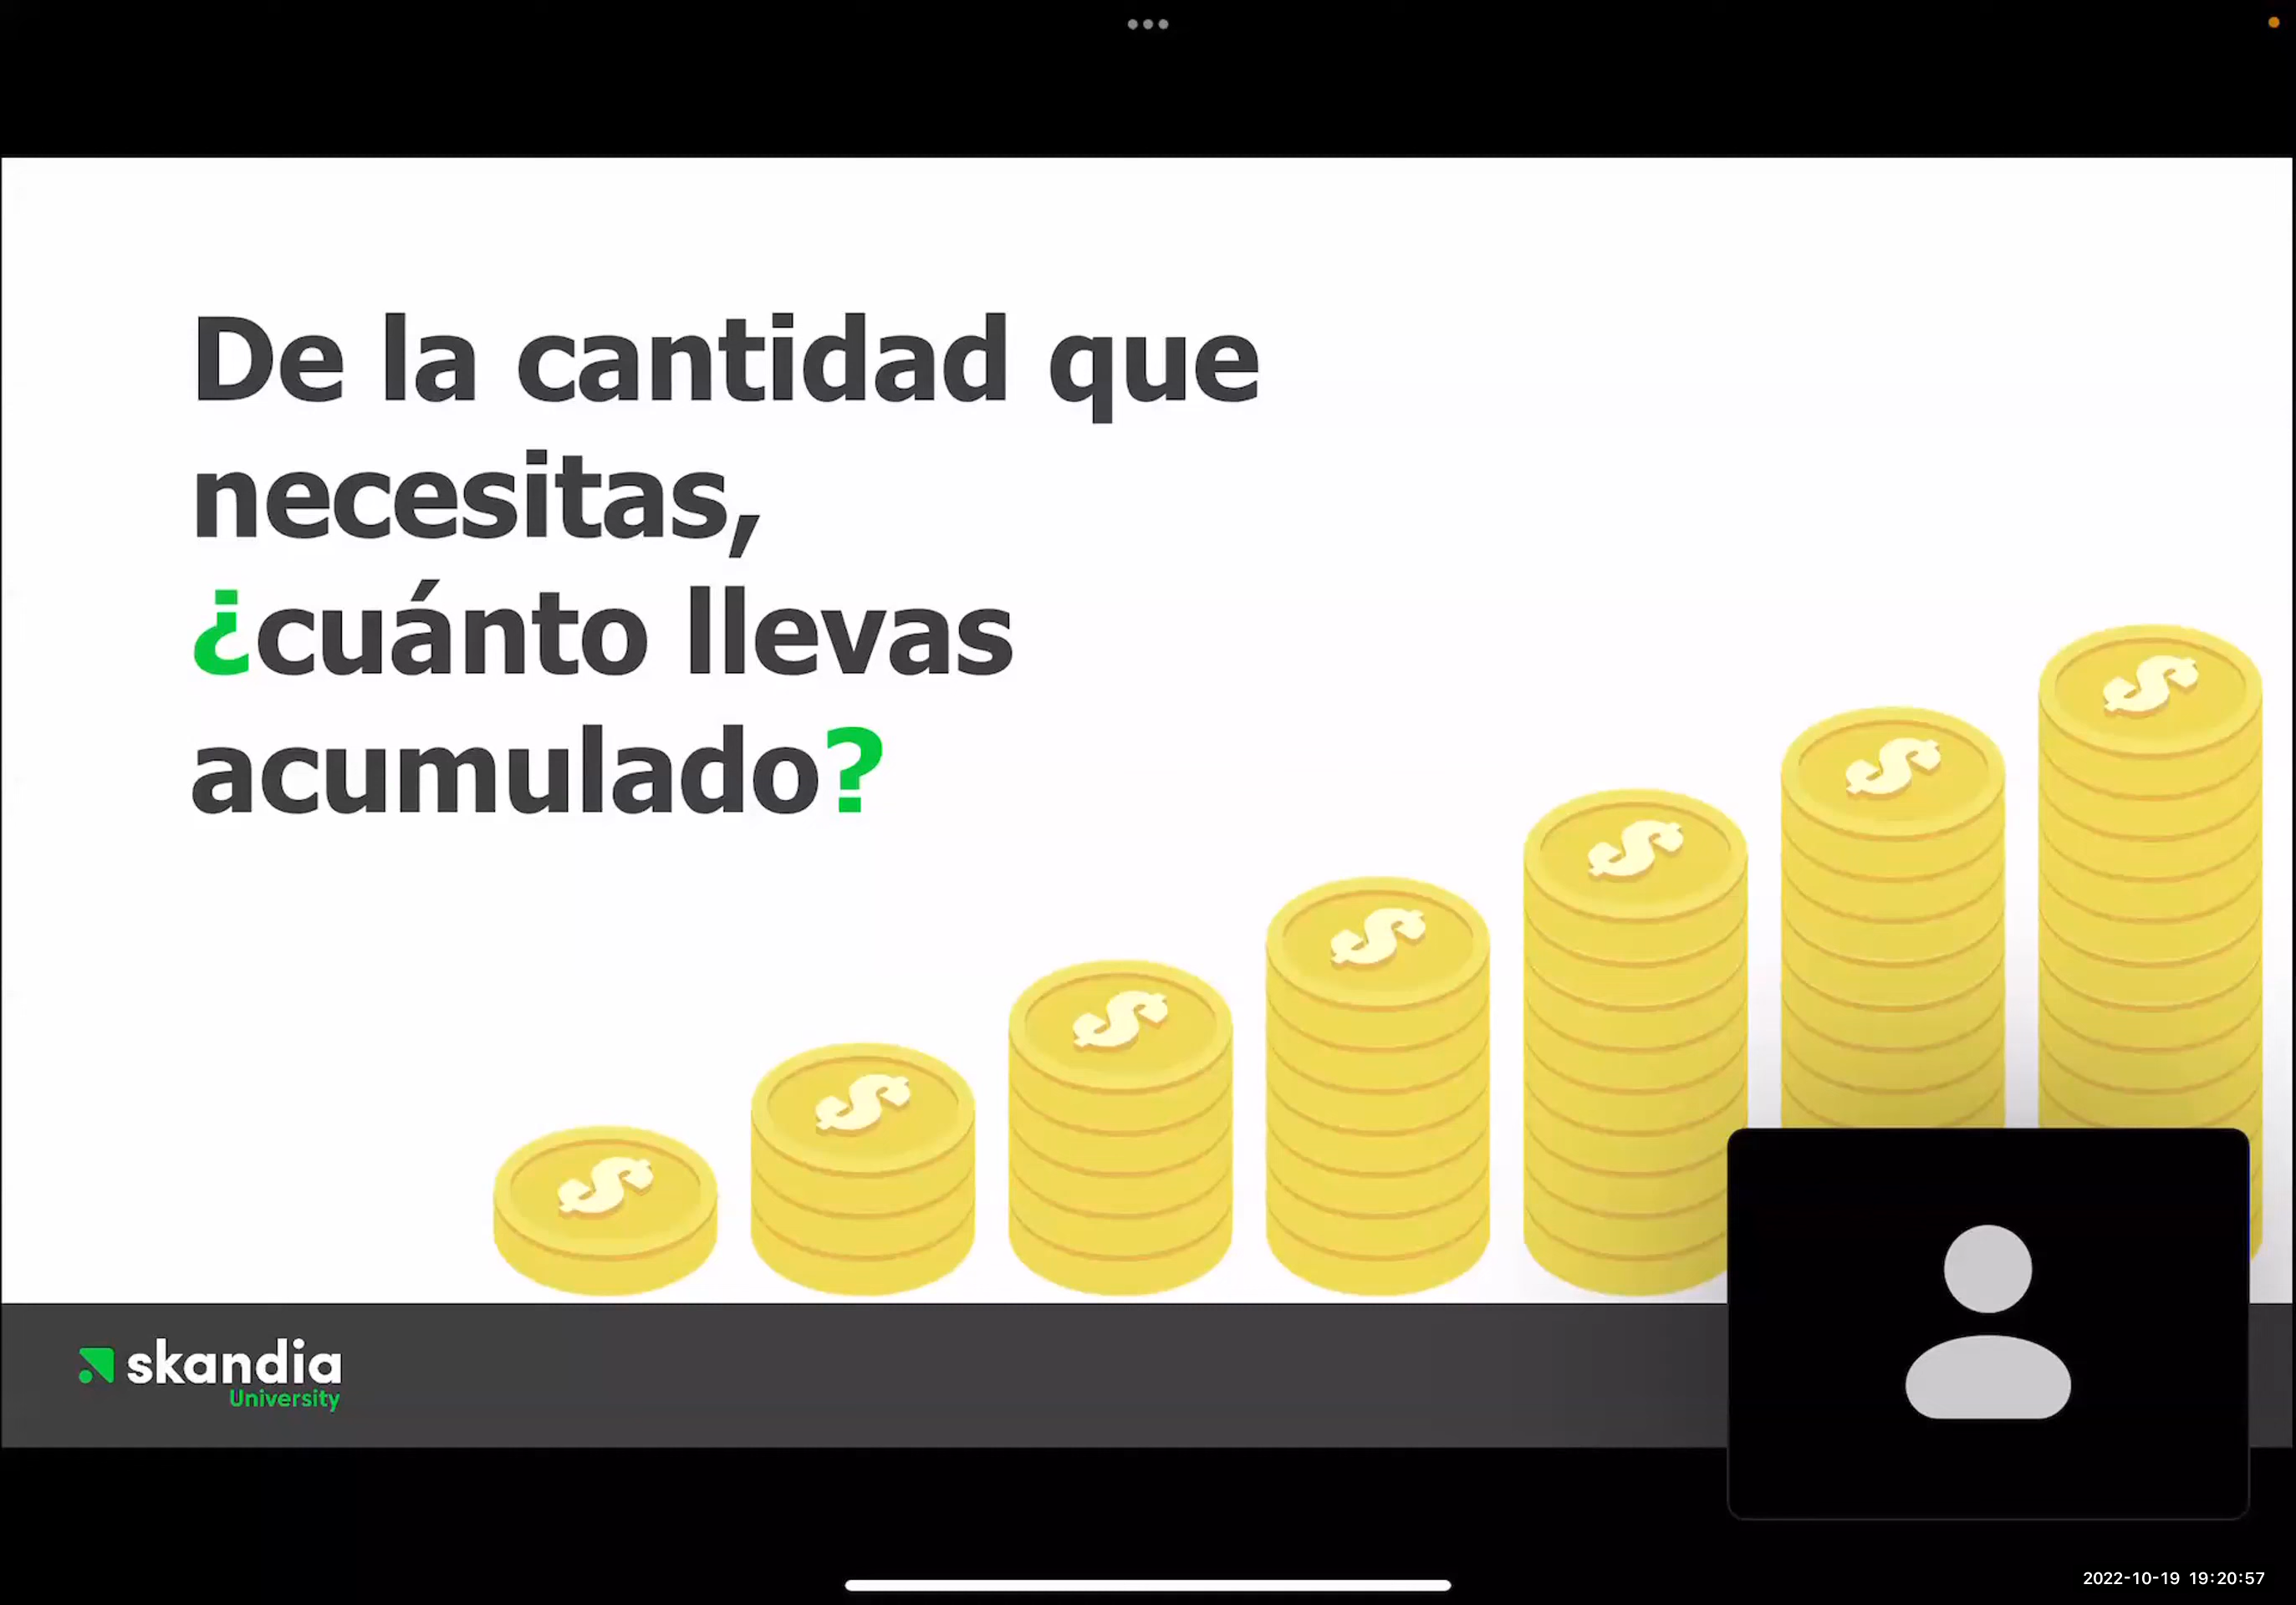 De la cantidad que
necesitas,
¿cuánto llevas
acumulado?
skandia
University
2022-10-19 19:20:57